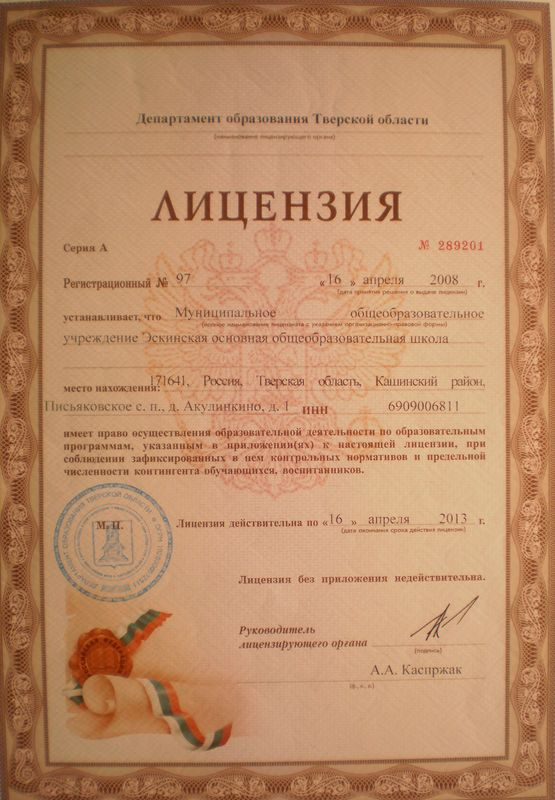 Департамент образования Тверской области
(наименование лицензирующего органа)
ЛИЦЕНЗИЯ
Серия А № 289201
Регистрационный № 97 «16» апреля 2008 г.
(дата принятия решения о выдаче лицензии)
устанавливает, что Муниципальное общеобразовательное
(полное наименование лицензиата с указанием организационно-правовой формы)
учреждение Эскинская основная общеобразовательная школа
место нахождения: 171641, Россия, Тверская область, Кашинский район,
Письяковское с. п., д. Акулинкино, д. 1 ИНН 6909006811
имеет право осуществления образовательной деятельности по образовательным
программам, указанным в приложении(ях) к настоящей лицензии, при
соблюдении зафиксированных в нем контрольных нормативов и предельной
численности контингента обучающихся, воспитанников.
М. П.
Лицензия действительна по «16» апреля 2013 г.
(дата окончания срока действия лицензии)
Лицензия без приложения недействительна.
Руководитель
лицензирующего органа
(подпись)
А.А. Каспржак
(ф., и., о.)